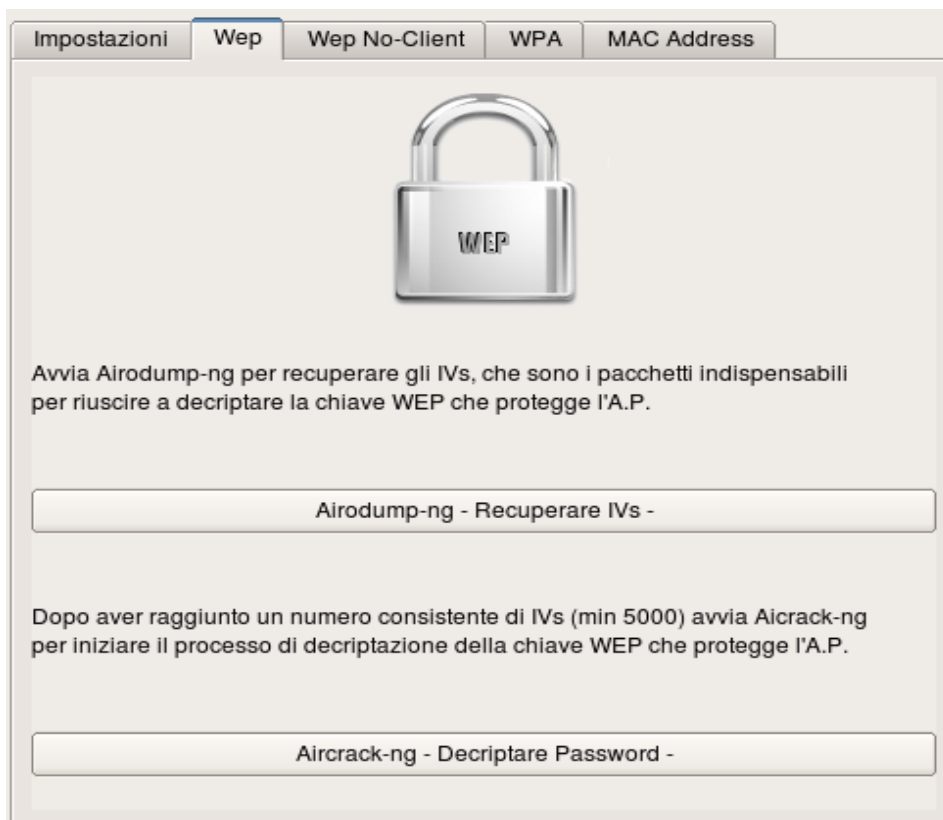 Impostazioni Wep Wep No-Client WPA MAC Address
WEP
Avvia Airodump-ng per recuperare gli IVs, che sono i pacchetti indispensabili
per riuscire a decriptare la chiave WEP che protegge l'A.P.
Airodump-ng - Recuperare IVs -
Dopo aver raggiunto un numero consistente di IVs (min 5000) avvia Aicrack-ng
per iniziare il processo di decriptazione della chiave WEP che protegge l'A.P.
Aircrack-ng - Decriptare Password -